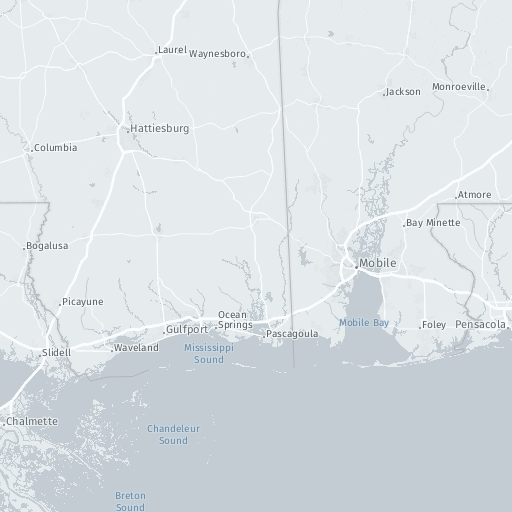 Laurel
Waynesboro
Monroeville
Jackson
Hattiesburg
Columbia
Atmore
Bay Minette
Bogalusa
Mobile
Picayune
Ocean
Springs
Gulfport
Pascagoula
Mobile Bay
Foley
Pensacola
Waveland
Mississippi
Sound
Slidell
Chalmette
Chandeleur
Sound
Breton
Sound